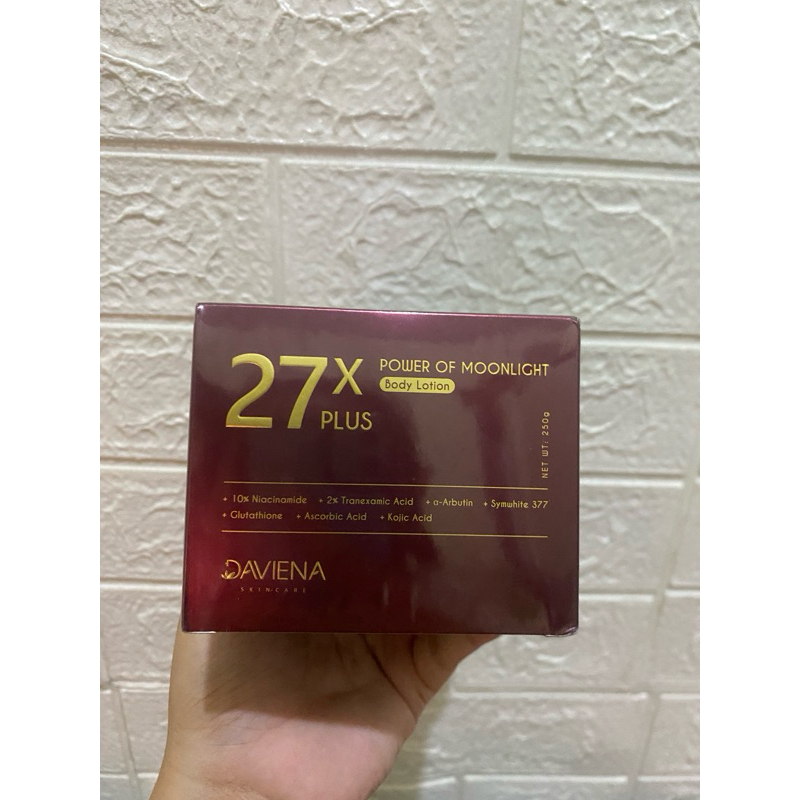 27X PLUS
POWER OF MOONLIGHT
Body Lotion
NET WT: 250g
+ 10% Niacinamide + 2% Tranexamic Acid + α-Arbutin + Symwhite 377
+ Glutathione + Ascorbic Acid + Kojic Acid
DAVIENA
SKINCARE